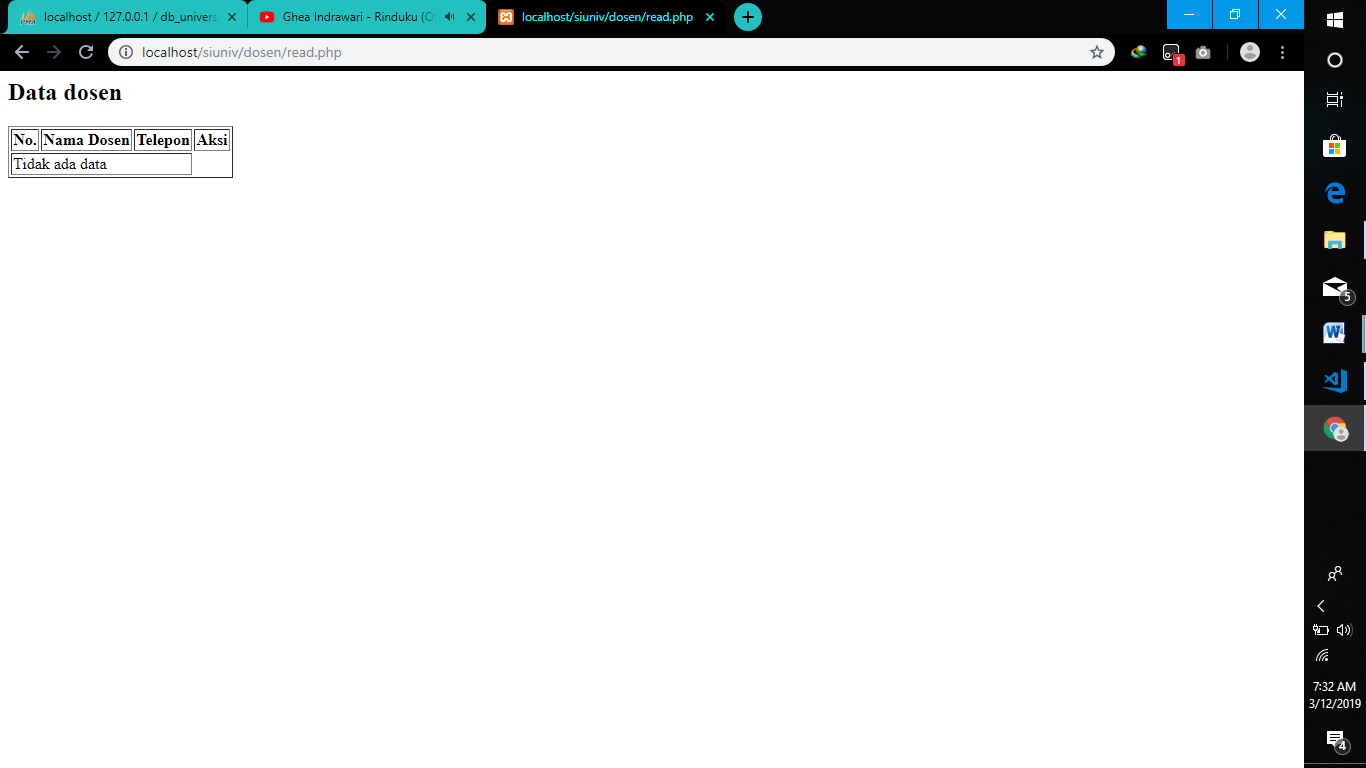 localhost / 127.0.0.1 / db_univers
Ghea Indrawari - Rinduku (O
localhost/siuniv/dosen/read.php
localhost/siuniv/dosen/read.php
1
Data dosen
No. Nama Dosen Telepon Aksi
Tidak ada data
5
7:32 AM
3/12/2019
4